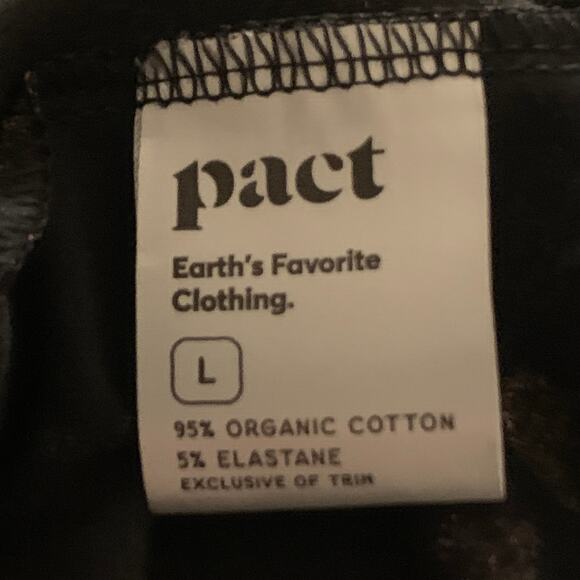 pact
Earth's Favorite
Clothing.
L
95% ORGANIC COTTON
5% ELASTANE
EXCLUSIVE OF TRIM